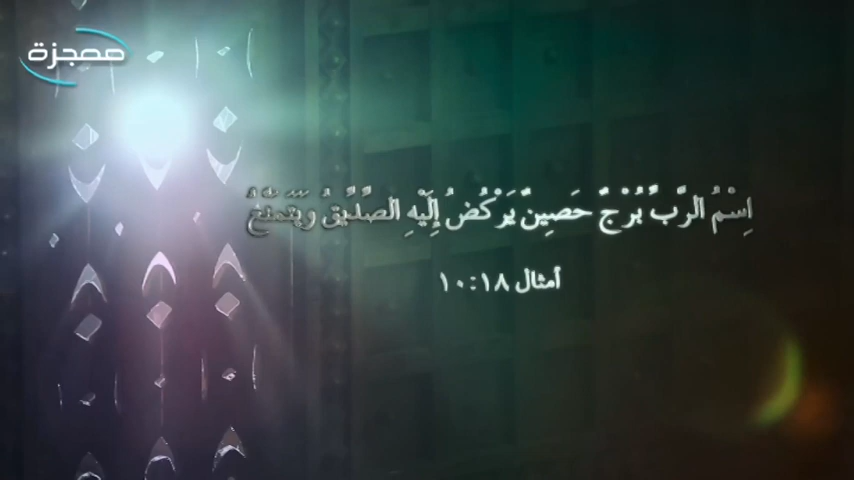 معجزة
اِسْمُ الرَّبِّ بُرْجٌ حَصِينٌ يَرْكُضُ إِلَيْهِ الصِّدِّيقُ وَيَتَمَنَّعُ
أمثال ١٠:١٨